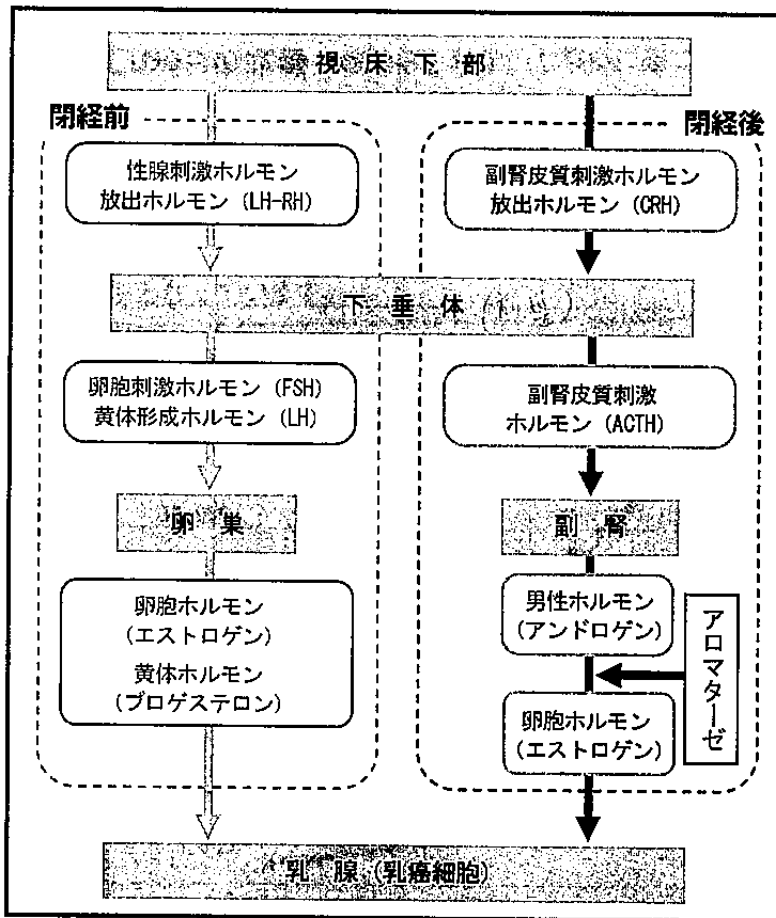 視床下部
閉経前
閉経後
性腺刺激ホルモン
放出ホルモン (LH-RH)
副腎皮質刺激ホルモン
放出ホルモン (CRH)
下垂体
卵胞刺激ホルモン (FSH)
黄体形成ホルモン (LH)
副腎皮質刺激
ホルモン (ACTH)
卵巣
副腎
卵胞ホルモン
(エストロゲン)
黄体ホルモン
(プロゲステロン)
男性ホルモン
(アンドロゲン)
アロマターゼ
卵胞ホルモン
(エストロゲン)
乳腺 (乳癌細胞)